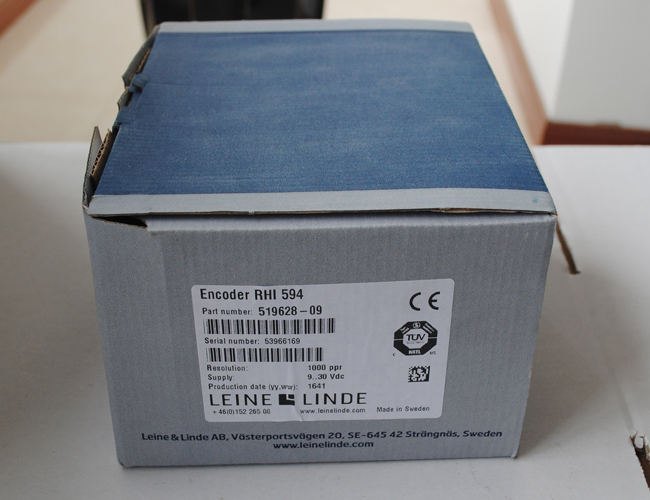 Encoder RHI 594
Part number: 519628-09
Serial number: 53966169
Resolution: 1000 ppr
Supply: 9..30 Vdc
Production date (yy,ww): 1641
LEINE LINDE
+46(0)152 265 00 www.leinelinde.com Made in Sweden
CE
TÜV
NRTL
US
Leine & Linde AB, Västerportsvägen 20, SE-645 42 Strängnäs, Sweden
www.leinelinde.com